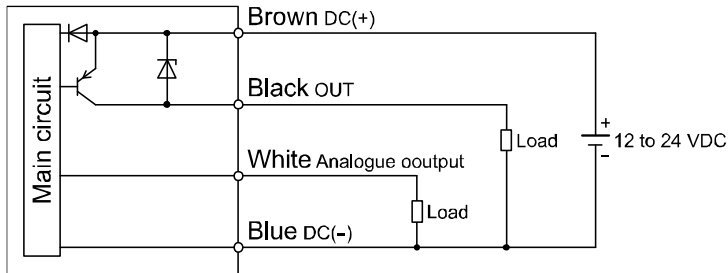 Brown DC(+)
Main circuit
Black OUT
Load
+
−
12 to 24 VDC
White Analogue ooutput
Load
Blue DC(−)